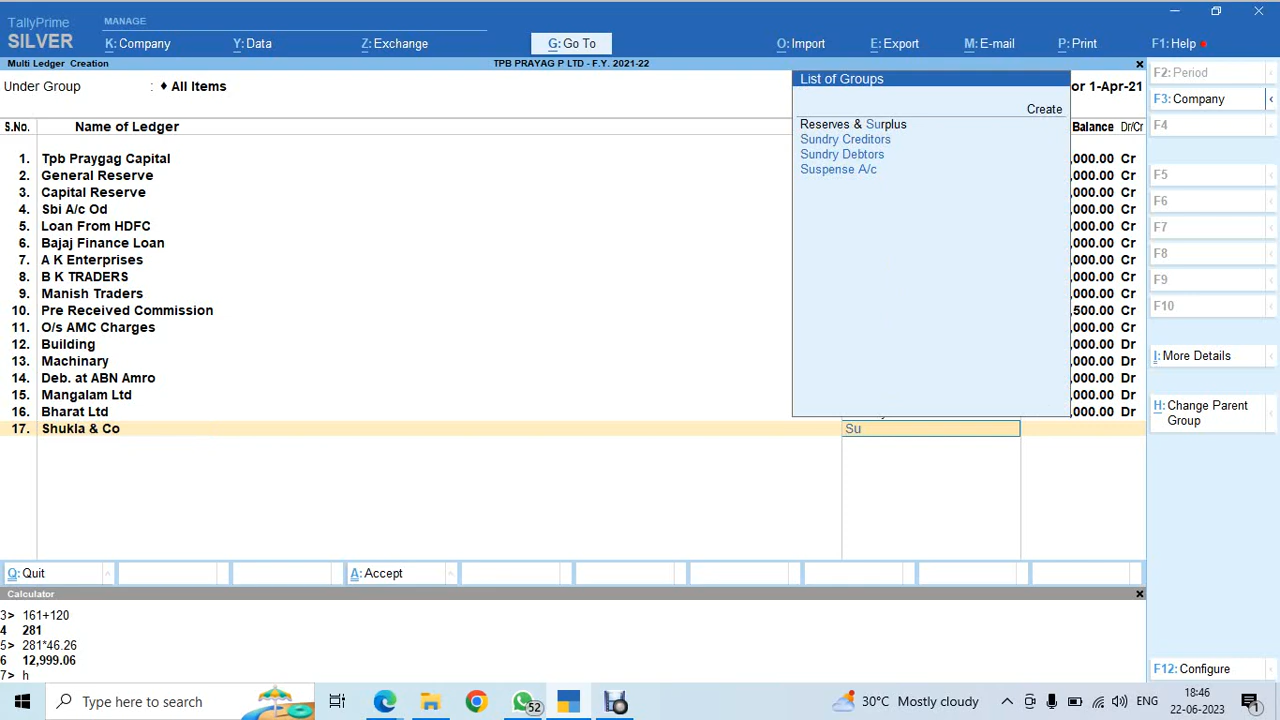 TallyPrime
SILVER
MANAGE
K: Company
Y: Data
Z: Exchange
G: Go To
O: Import
E: Export
M: E-mail
P: Print
F1: Help
Multi Ledger Creation
TPB PRAYAG P LTD - F.Y. 2021-22
Under Group : ♦ All Items
or 1-Apr-21
S.No. Name of Ledger
Balance Dr/Cr
List of Groups
Create
Reserves & Surplus
Sundry Creditors
Sundry Debtors
Suspense A/c
1. Tpb Praygag Capital ,000.00 Cr
2. General Reserve ,000.00 Cr
3. Capital Reserve ,000.00 Cr
4. Sbi A/c Od ,000.00 Cr
5. Loan From HDFC ,000.00 Cr
6. Bajaj Finance Loan ,000.00 Cr
7. A K Enterprises ,000.00 Cr
8. B K TRADERS ,000.00 Cr
9. Manish Traders ,000.00 Cr
10. Pre Received Commission ,500.00 Cr
11. O/s AMC Charges ,000.00 Cr
12. Building ,000.00 Dr
13. Machinary ,000.00 Dr
14. Deb. at ABN Amro ,000.00 Dr
15. Mangalam Ltd ,000.00 Dr
16. Bharat Ltd ,000.00 Dr
17. Shukla & Co Su
F2: Period
F3: Company
F4
F5
F6
F7
F8
F9
F10
I: More Details
H: Change Parent
Group
F12: Configure
Q: Quit
A: Accept
Calculator
3> 161+120
4 281
5> 281*46.26
6 12,999.06
7> h
Type here to search
52
30°C Mostly cloudy
ENG
18:46
22-06-2023
1